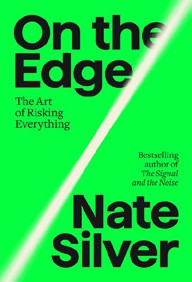 On the
Edge
The Art
of Risking
Everything
Bestselling
author of
The Signal
and the Noise
Nate
Silver